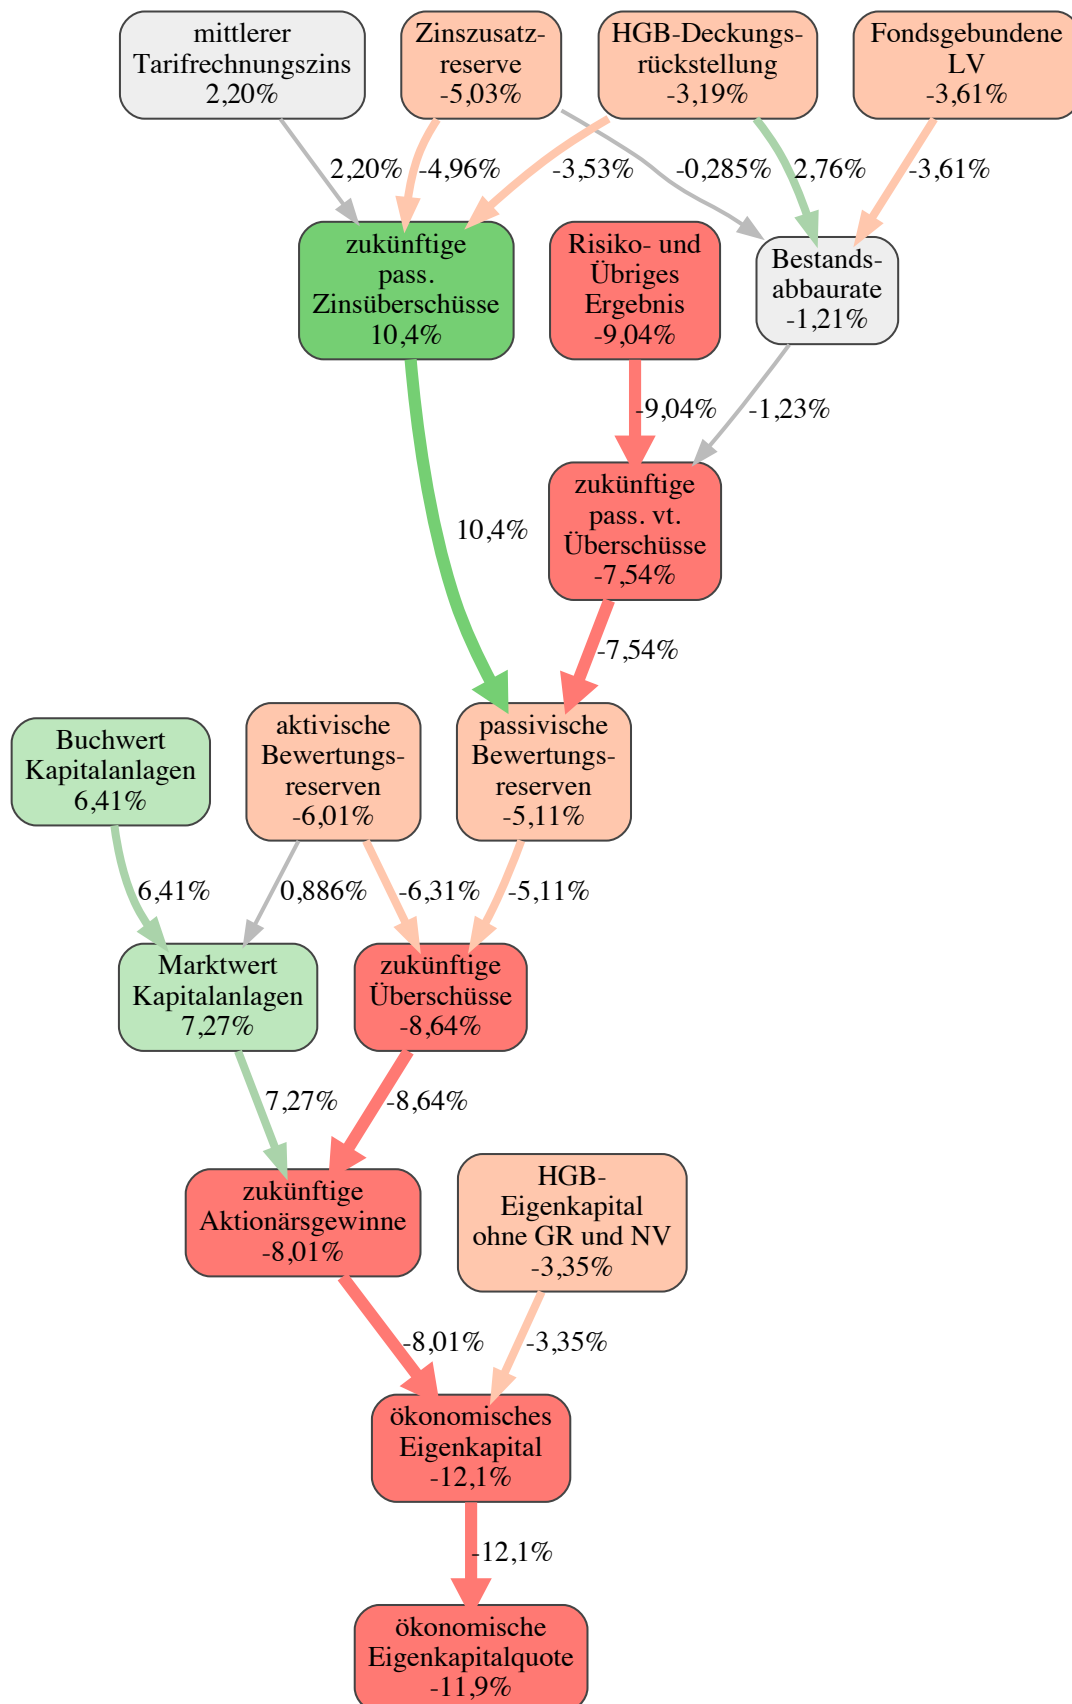 mittlerer
Tarifrechnungszins
2,20%
Zinszusatz-
reserve
-5,03%
HGB-Deckungs-
rückstellung
-3,19%
Fondsgebundene
LV
-3,61%
2,20%
-4,96%
-3,53%
-0,285%
2,76%
-3,61%
zukünftige
pass.
Zinsüberschüsse
10,4%
Risiko- und
Übriges
Ergebnis
-9,04%
Bestands-
abbaurate
-1,21%
-9,04%
-1,23%
zukünftige
pass. vt.
Überschüsse
-7,54%
10,4%
-7,54%
Buchwert
Kapitalanlagen
6,41%
aktivische
Bewertungs-
reserven
-6,01%
passivische
Bewertungs-
reserven
-5,11%
6,41%
0,886%
-6,31%
-5,11%
Marktwert
Kapitalanlagen
7,27%
zukünftige
Überschüsse
-8,64%
7,27%
-8,64%
zukünftige
Aktionärsgewinne
-8,01%
HGB-
Eigenkapital
ohne GR und NV
-3,35%
-8,01%
-3,35%
ökonomisches
Eigenkapital
-12,1%
-12,1%
ökonomische
Eigenkapitalquote
-11,9%